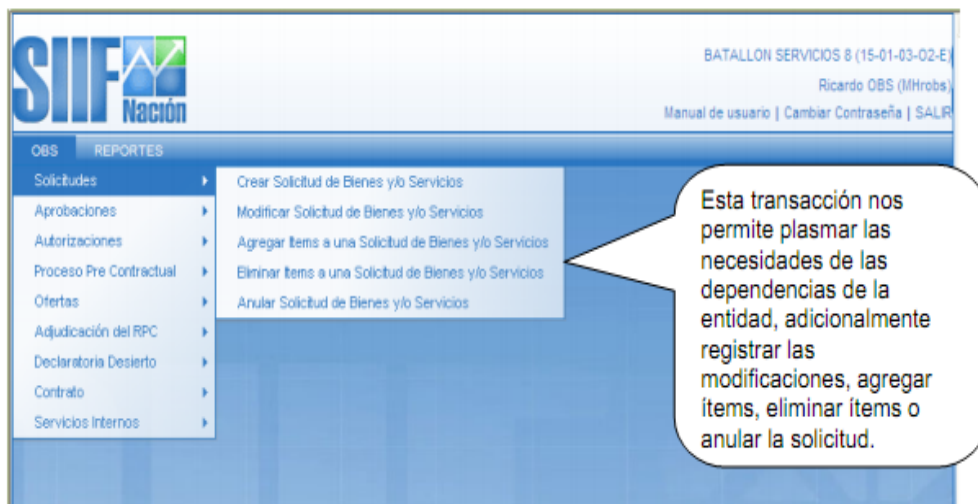 SIIF
Nación
BATALLON SERVICIOS 8 (15-01-03-O2-E)
Ricardo OBS (MHrobs)
Manual de usuario | Cambiar Contraseña | SALIR
OBS REPORTES
Solicitudes
Aprobaciones
Autorizaciones
Proceso Pre Contractual
Ofertas
Adjudicación del RPC
Declaratoria Desierto
Contrato
Servicios Internos
Crear Solicitud de Bienes y/o Servicios
Modificar Solicitud de Bienes y/o Servicios
Agregar Items a una Solicitud de Bienes y/o Servicios
Eliminar Items a una Solicitud de Bienes y/o Servicios
Anular Solicitud de Bienes y/o Servicios
Esta transacción nos
permite plasmar las
necesidades de las
dependencias de la
entidad, adicionalmente
registrar las
modificaciones, agregar
ítems, eliminar ítems o
anular la solicitud.